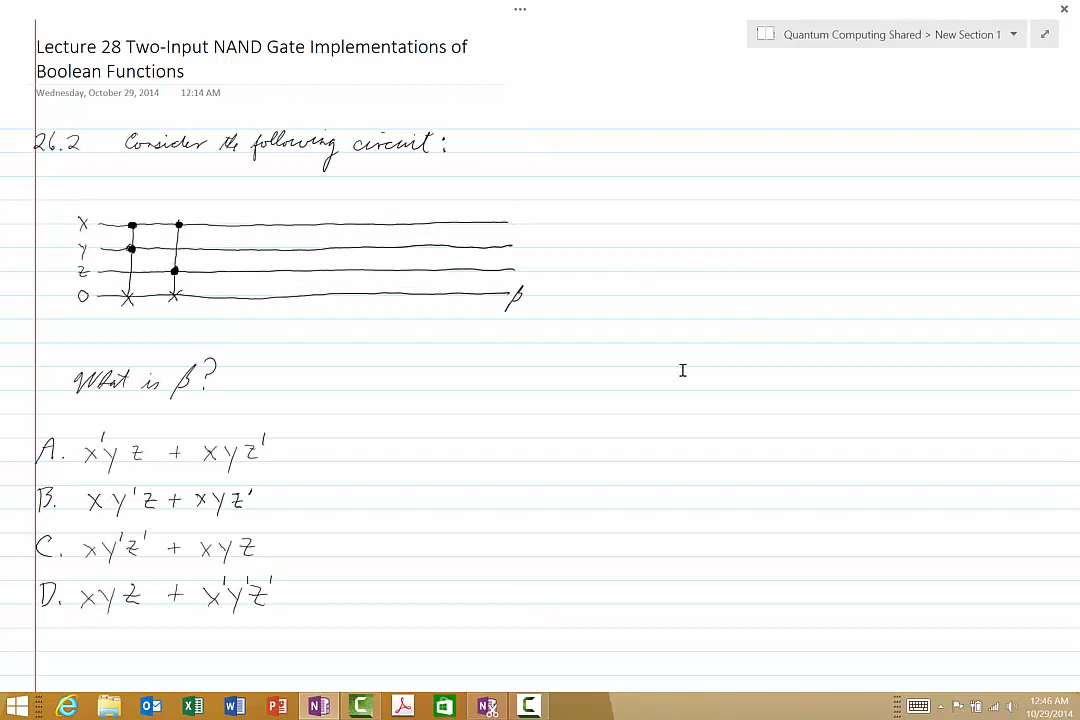 Lecture 28 Two-Input NAND Gate Implementations of
Boolean Functions
Wednesday, October 29, 2014 12:14 AM
Quantum Computing Shared > New Section 1
26.2 Consider the following circuit:
X
Y
Z
0 β
What is β?
A. x'yz + xyz'
B. xy'z + xyz'
C. xy'z' + xyz
D. xyz + x'y'z'
12:46 AM
10/29/2014